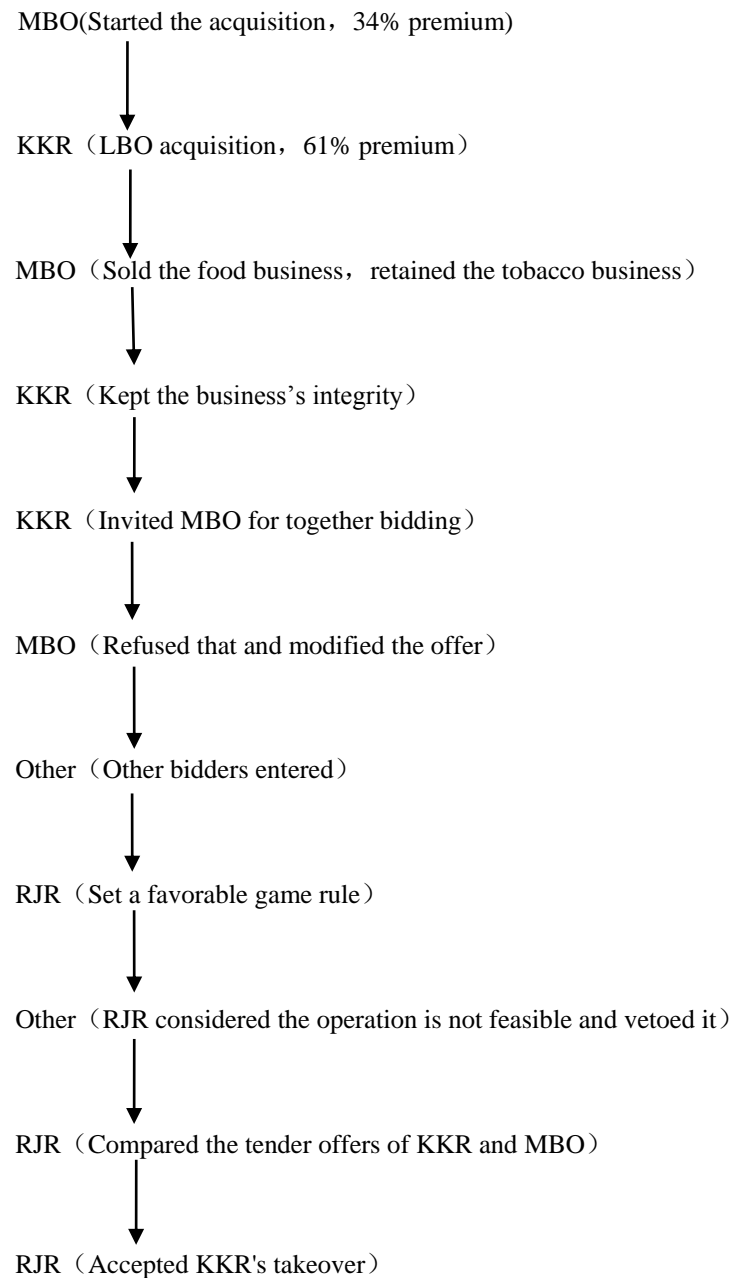 MBO(Started the acquisition，34% premium)
KKR（LBO acquisition，61% premium）
MBO（Sold the food business，retained the tobacco business）
KKR（Kept the business’s integrity）
KKR（Invited MBO for together bidding）
MBO（Refused that and modified the offer）
Other（Other bidders entered）
RJR（Set a favorable game rule）
Other（RJR considered the operation is not feasible and vetoed it）
RJR（Compared the tender offers of KKR and MBO）
RJR（Accepted KKR's takeover）